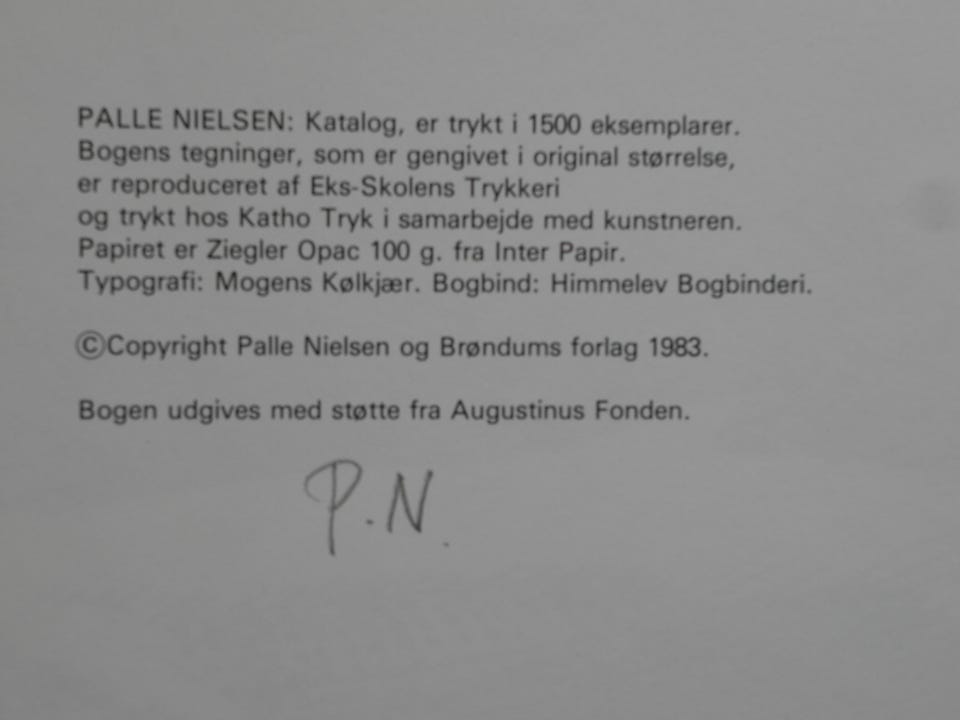 PALLE NIELSEN: Katalog, er trykt i 1500 eksemplarer.
Bogens tegninger, som er gengivet i original størrelse,
er reproduceret af Eks-Skolens Trykkeri
og trykt hos Katho Tryk i samarbejde med kunstneren.
Papiret er Ziegler Opac 100 g. fra Inter Papir.
Typografi: Mogens Kølkjær. Bogbind: Himmelev Bogbinderi.
©Copyright Palle Nielsen og Brøndums forlag 1983.
Bogen udgives med støtte fra Augustinus Fonden.
P.N.